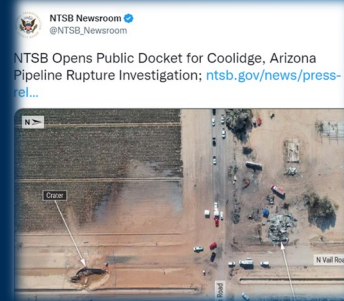 NTSB Newsroom
@NTSB_Newsroom
NTSB Opens Public Docket for Coolidge, Arizona
Pipeline Rupture Investigation; ntsb.gov/news/press-
rel...
N
Crater
N Vail Roa
Road